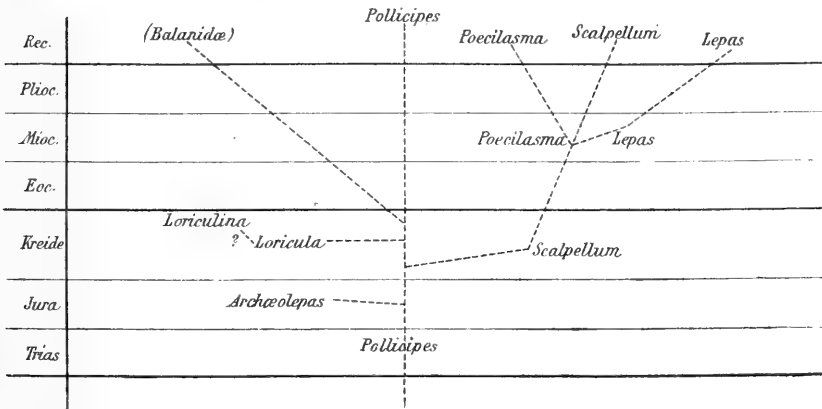 Pollicipes
Rec. (Balanidæ) Poecilasma Scalpellum Lepas
Plioc.
Mioc. Poecilasma Lepas
Eoc.
Loriculina
Kreide ? Loricula Scalpellum
Jura Archæolepas
Trias Pollicipes